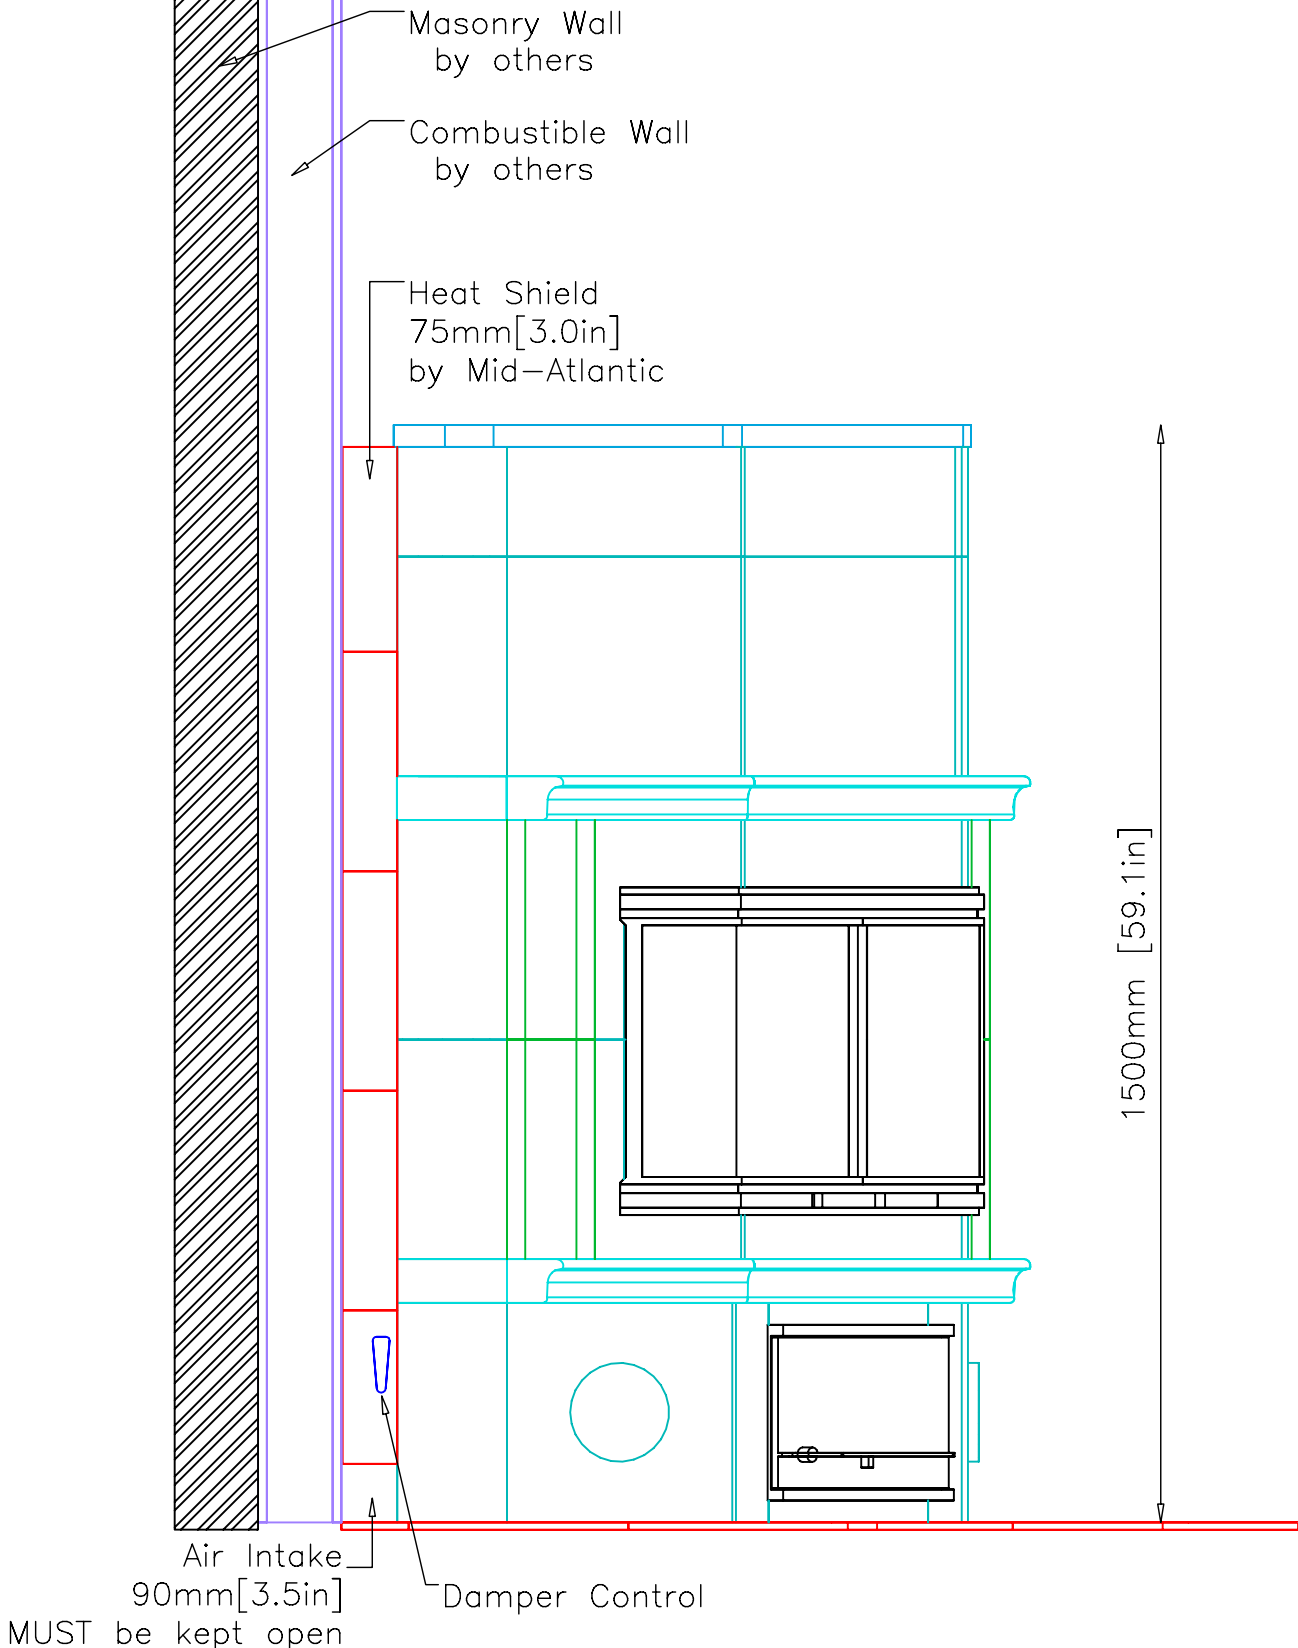 Masonry Wall
by others
Combustible Wall
by others
Heat Shield
75mm[3.0in]
by Mid-Atlantic
1500mm [59.1in]
Air Intake
90mm[3.5in]
MUST be kept open
Damper Control